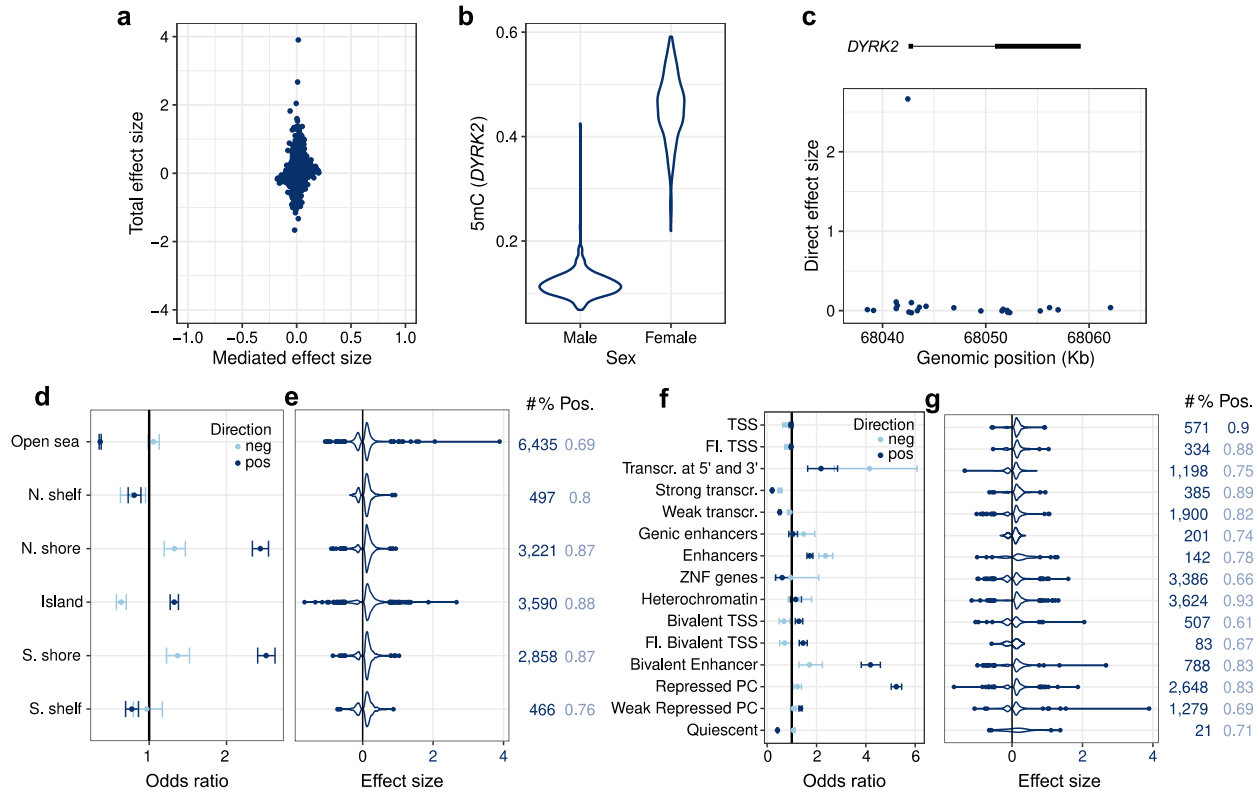 a
4
2
0
−2
−4
Total effect size
−1.0 −0.5 0.0 0.5 1.0
Mediated effect size
b
0.6
0.4
0.2
5mC (DYRK2)
Male Female
Sex
c
DYRK2
2
1
0
Direct effect size
68040 68050 68060
Genomic position (Kb)
d
Open sea
N. shelf
N. shore
Island
S. shore
S. shelf
Direction
neg
pos
1 2
Odds ratio
e
# % Pos.
6,435 0.69
497 0.8
3,221 0.87
3,590 0.88
2,858 0.87
466 0.76
0 2 4
Effect size
f
TSS
Fl. TSS
Transcr. at 5' and 3'
Strong transcr.
Weak transcr.
Genic enhancers
Enhancers
ZNF genes
Heterochromatin
Bivalent TSS
Fl. Bivalent TSS
Bivalent Enhancer
Repressed PC
Weak Repressed PC
Quiescent
Direction
neg
pos
0 2 4 6
Odds ratio
g
# % Pos.
571 0.9
334 0.88
1,198 0.75
385 0.89
1,900 0.82
201 0.74
142 0.78
3,386 0.66
3,624 0.93
507 0.61
83 0.67
788 0.83
2,648 0.83
1,279 0.69
21 0.71
0 2 4
Effect size